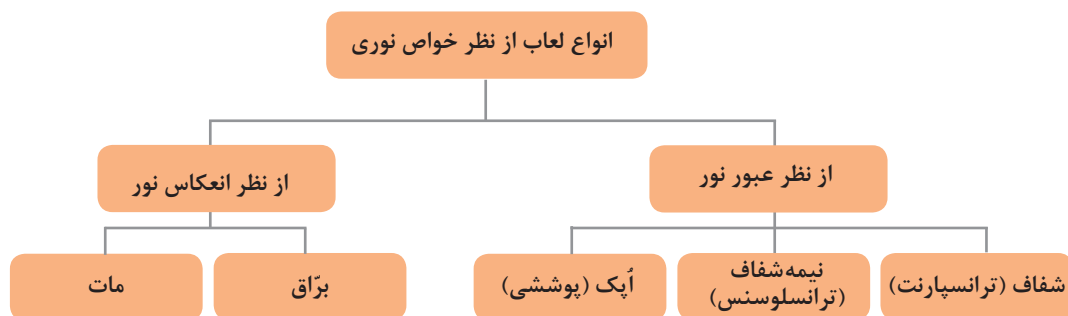 انواع لعاب از نظر خواص نوری
از نظر عبور نور
از نظر انعکاس نور
شفاف (ترانسپارنت)
نیمه‌شفاف
(ترانسلوسنس)
اُپک (پوششی)
برّاق
مات